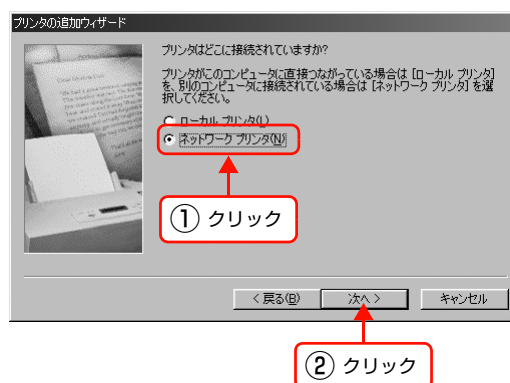 プリンタの追加ウィザード
プリンタはどこに接続されていますか?
プリンタがこのコンピュータに直接つながっている場合は [ローカル プリンタ]
を、別のコンピュータに接続されている場合は [ネットワーク プリンタ] を選
択してください。
ローカル プリンタ(L)
ネットワーク プリンタ(N)
① クリック
< 戻る(B) 次へ > キャンセル
② クリック